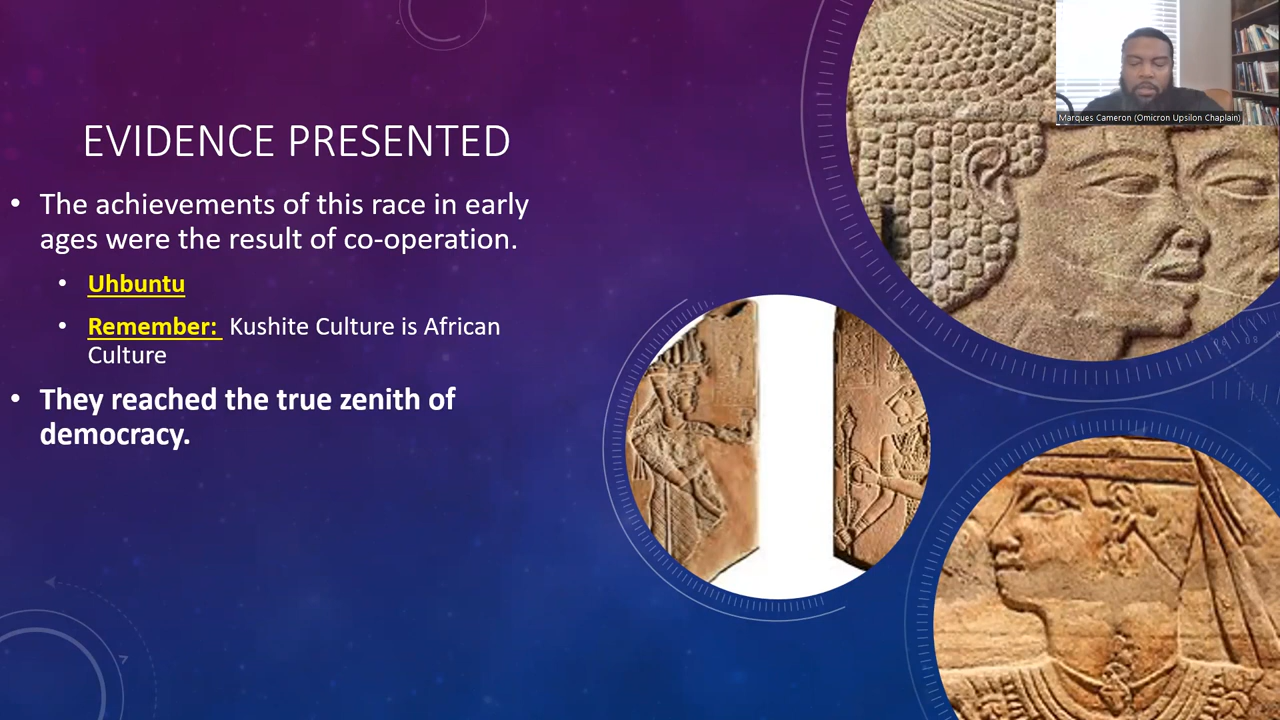 EVIDENCE PRESENTED
• The achievements of this race in early
ages were the result of co-operation.
• Uhbuntu
• Remember: Kushite Culture is African
Culture
• They reached the true zenith of
democracy.
Marques Cameron (Omicron Upsilon Chaplain)